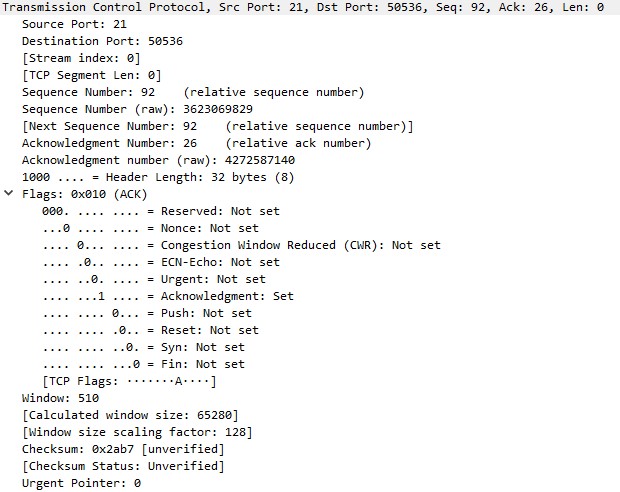 Transmission Control Protocol, Src Port: 21, Dst Port: 50536, Seq: 92, Ack: 26, Len: 0
Source Port: 21
Destination Port: 50536
[Stream index: 0]
[TCP Segment Len: 0]
Sequence Number: 92    (relative sequence number)
Sequence Number (raw): 3623069829
[Next Sequence Number: 92    (relative sequence number)]
Acknowledgment Number: 26    (relative ack number)
Acknowledgment number (raw): 4272587140
1000 .... = Header Length: 32 bytes (8)
Flags: 0x010 (ACK)
000. .... .... = Reserved: Not set
...0 .... .... = Nonce: Not set
.... 0... .... = Congestion Window Reduced (CWR): Not set
.... .0.. .... = ECN-Echo: Not set
.... ..0. .... = Urgent: Not set
.... ...1 .... = Acknowledgment: Set
.... .... 0... = Push: Not set
.... .... .0.. = Reset: Not set
.... .... ..0. = Syn: Not set
.... .... ...0 = Fin: Not set
[TCP Flags: ·······A····]
Window: 510
[Calculated window size: 65280]
[Window size scaling factor: 128]
Checksum: 0x2ab7 [unverified]
[Checksum Status: Unverified]
Urgent Pointer: 0